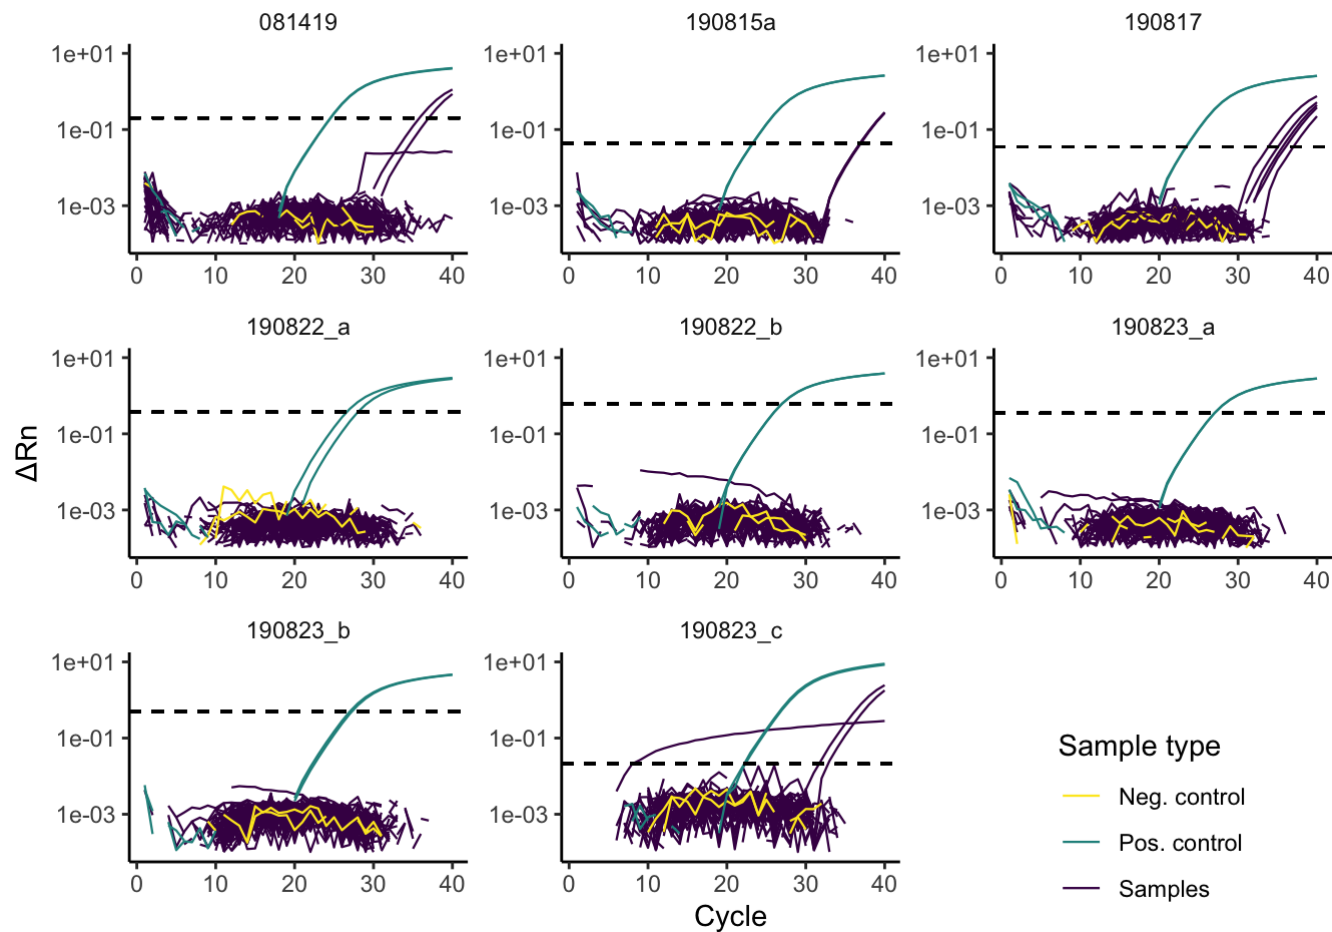 081419
190815a
190817
1e+01
1e-01
1e-03
0 10 20 30 40
1e+01
1e-01
1e-03
0 10 20 30 40
1e+01
1e-01
1e-03
0 10 20 30 40
190822_a
190822_b
190823_a
1e+01
1e-01
1e-03
0 10 20 30 40
1e+01
1e-01
1e-03
0 10 20 30 40
1e+01
1e-01
1e-03
0 10 20 30 40
ΔRn
190823_b
190823_c
1e+01
1e-01
1e-03
0 10 20 30 40
1e+01
1e-01
1e-03
0 10 20 30 40
Cycle
Sample type
Neg. control
Pos. control
Samples